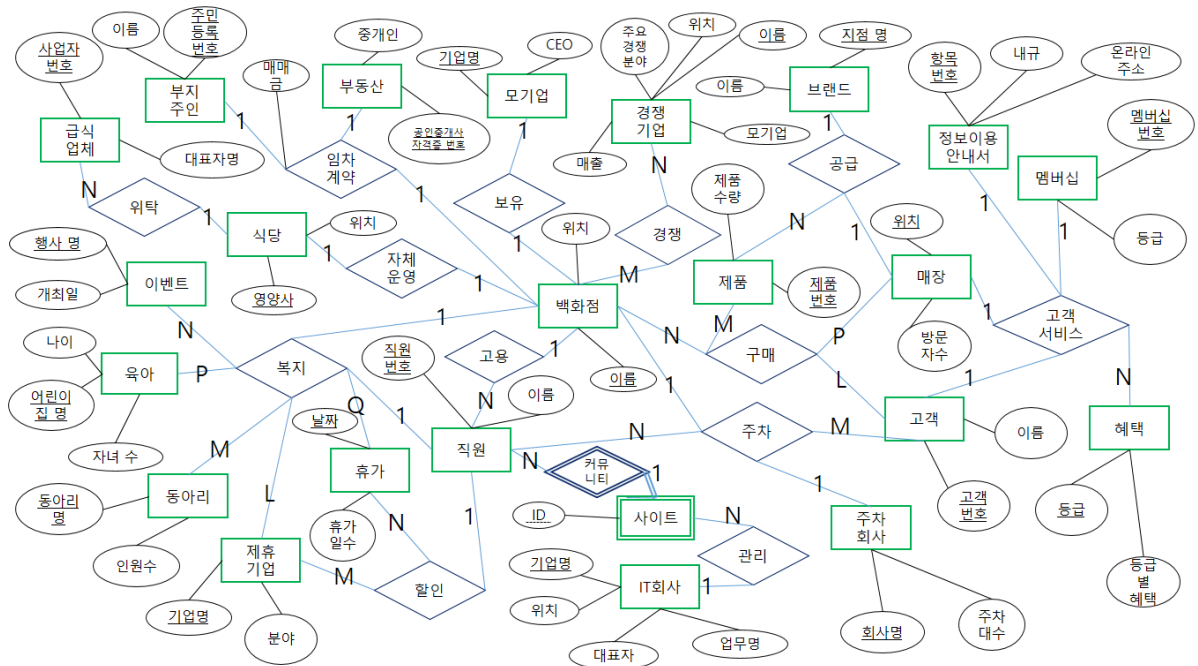 주민
등록
번호
이름
사업자
번호
매매
금
중개인
기업명
CEO
주요
경쟁
분야
위치
이름
지점 명
항목
번호
내규
온라인
주소
부지
주인
부동산
모기업
경쟁
기업
이름
브랜드
멤버십
번호
급식
업체
1
1
공인중개사
자격증 번호
1
모기업
1
정보이용
안내서
대표자명
임차
계약
매출
N
공급
멤버십
N
위탁
1
1
보유
제품
수량
1
1
식당
위치
위치
경쟁
N
위치
1
등급
행사 명
1
자체
운영
1
1
M
제품
1
매장
이벤트
영양사
제품
번호
개최일
백화점
1
고객
서비스
N
1
직원
번호
고용
1
N
M
구매
P
방문
자수
나이
육아
P
복지
이름
1
L
1
N
어린이
집 명
Q
1
N
이름
날짜
고객
이름
혜택
M
직원
N
주차
M
자녀 수
N
커뮤
니티
1
동아리
명
동아리
L
휴가
1
1
고객
번호
등급
ID
사이트
N
휴가
일수
N
주차
회사
인원수
제휴
기업
M
할인
기업명
관리
등급
별
혜택
기업명
위치
IT회사
1
분야
회사명
주차
대수
대표자
업무명